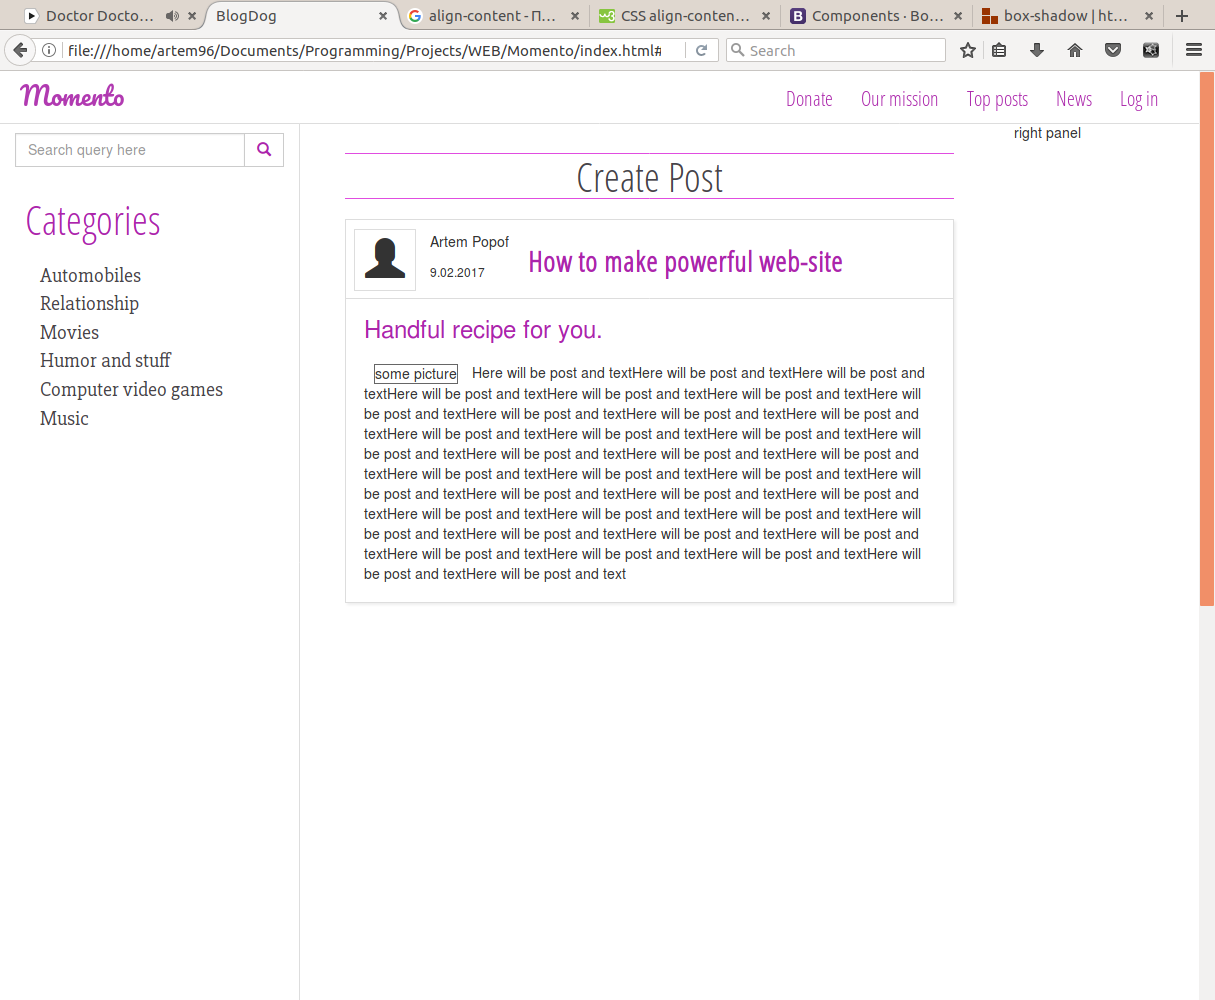 Doctor Docto...
BlogDog
align-content - П...
CSS align-conten...
Components · Bo...
box-shadow | ht...
file:///home/artem96/Documents/Programming/Projects/WEB/Momento/index.html#
Search
Momento
Donate
Our mission
Top posts
News
Log in
Search query here
right panel
Create Post
Categories
Automobiles
Relationship
Movies
Humor and stuff
Computer video games
Music
Artem Popof
9.02.2017
How to make powerful web-site
Handful recipe for you.
some picture Here will be post and textHere will be post and textHere will be post and
textHere will be post and textHere will be post and textHere will be post and textHere will
be post and textHere will be post and textHere will be post and textHere will be post and
textHere will be post and textHere will be post and textHere will be post and textHere will
be post and textHere will be post and textHere will be post and textHere will be post and
textHere will be post and textHere will be post and textHere will be post and textHere will
be post and textHere will be post and textHere will be post and textHere will be post and
textHere will be post and textHere will be post and textHere will be post and textHere will
be post and textHere will be post and textHere will be post and textHere will be post and
textHere will be post and textHere will be post and textHere will be post and textHere will
be post and textHere will be post and text